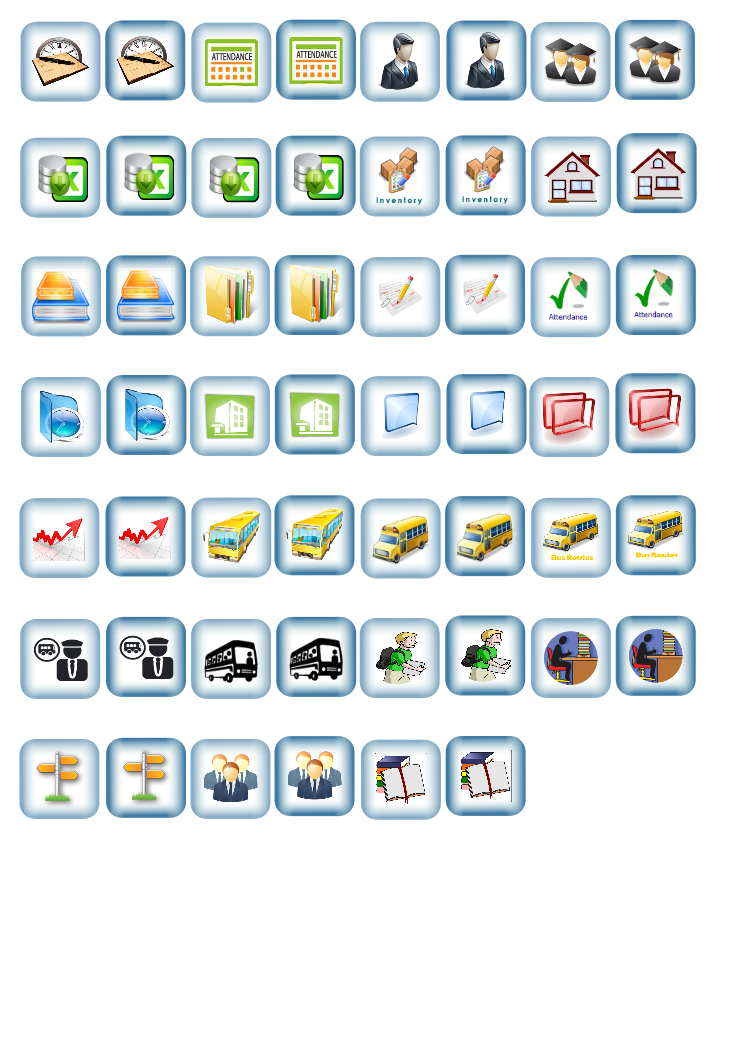 ATTENDANCE
ATTENDANCE
X
X
X
X
Inventory
Inventory
Attendance
Attendance
Bus Routes
Bus Routes